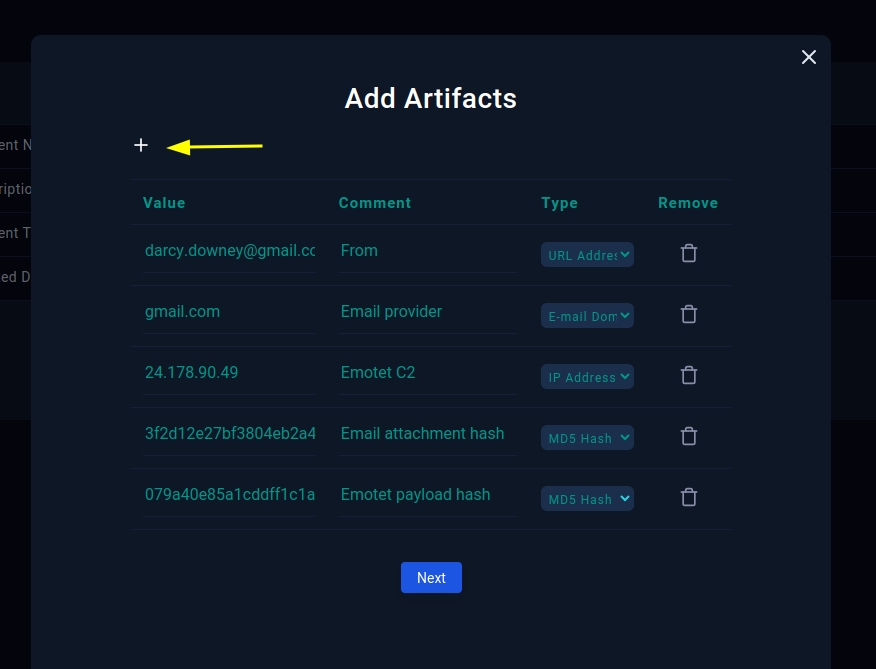 Add Artifacts
Value Comment Type Remove
darcy.downey@gmail.cc From URL Addres
gmail.com Email provider E-mail Dom
24.178.90.49 Emotet C2 IP Address
3f2d12e27bf3804eb2a4 Email attachment hash MD5 Hash
079a40e85a1cddff1c1a Emotet payload hash MD5 Hash
Next
ent N
riptio
ent T
ed D